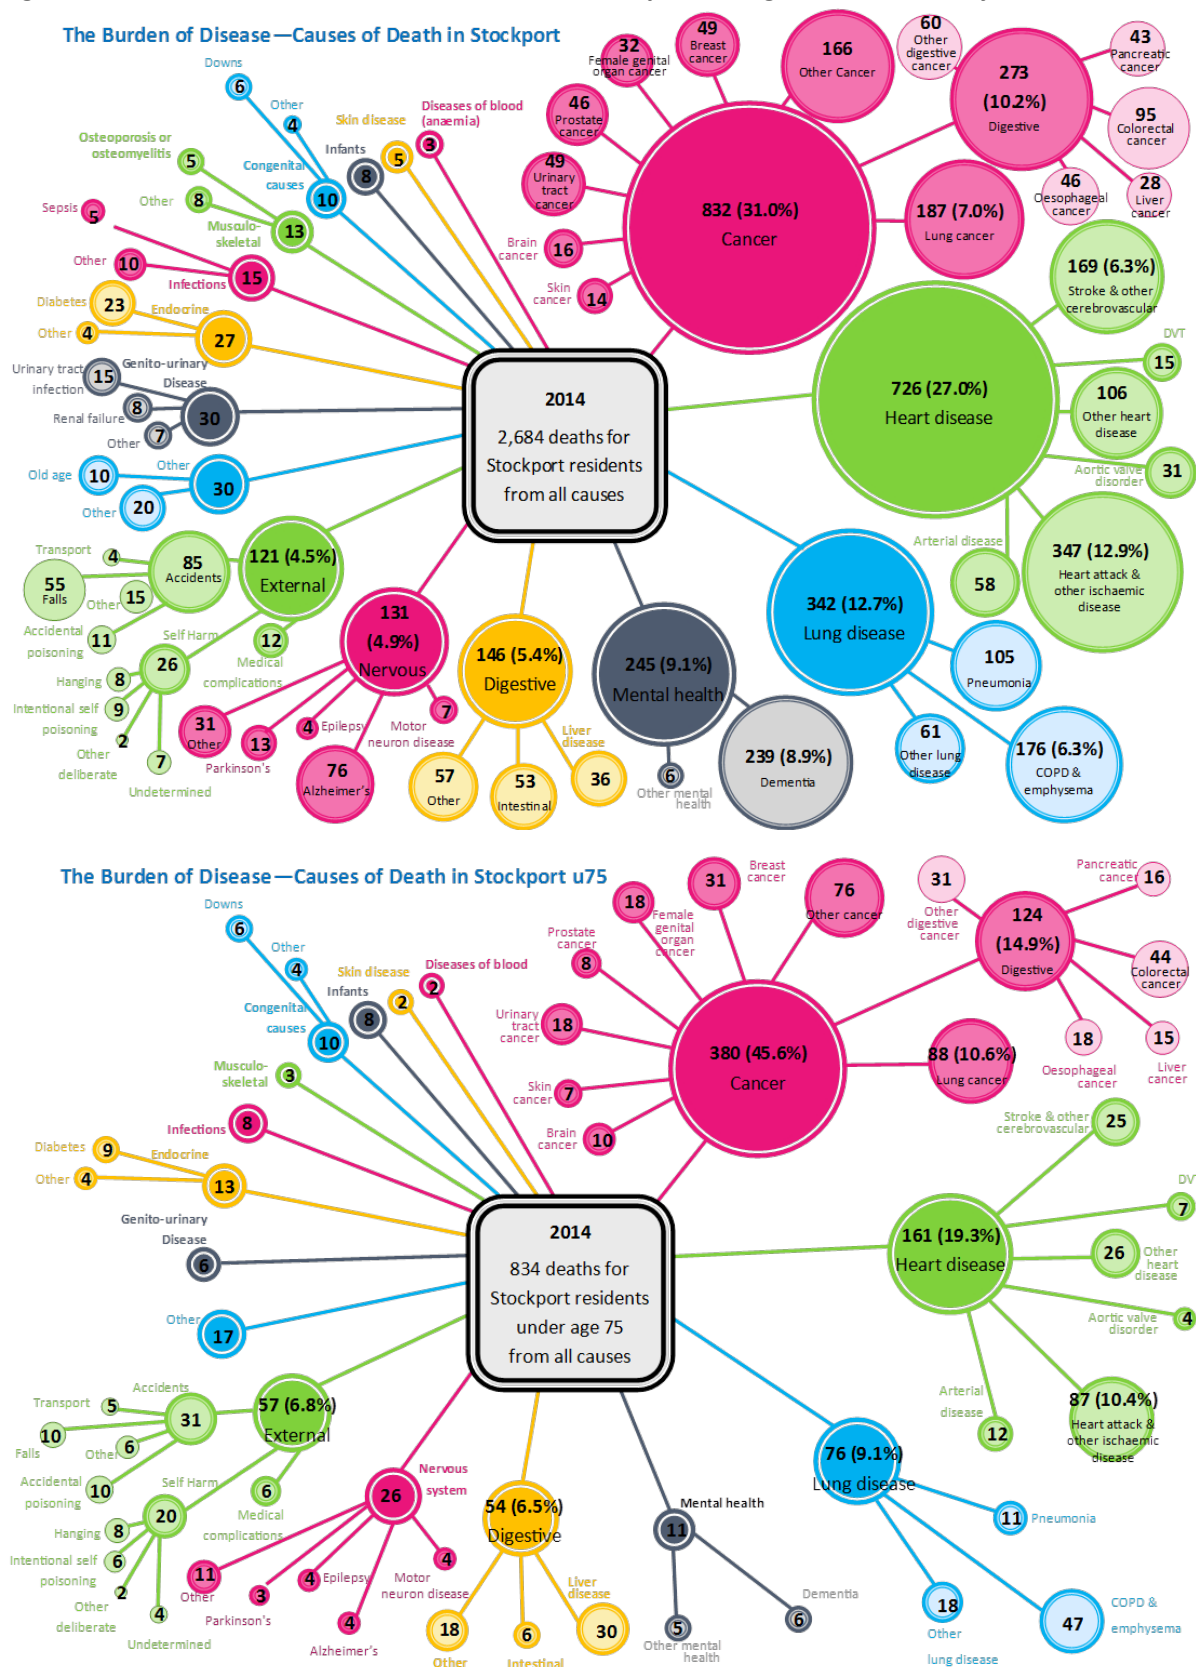 The Burden of Disease—Causes of Death in Stockport
Downs
6
Other
4
Congenital
causes
10
Infants
8
Skin disease
5
Diseases of blood
(anæmia)
3
Osteoporosis or
osteomyelitis
5
Other
8
Musculo-
skeletal
13
Sepsis
5
Other
10
Infections
15
Diabetes
23
Other
4
Endocrine
27
Urinary tract
infection
15
Renal failure
8
Other
7
Genito-urinary
Disease
30
Old age
10
Other
20
Other
30
32
Female genital
organ cancer
49
Breast
cancer
166
Other Cancer
46
Prostate
cancer
49
Urinary
tract
cancer
Brain
cancer
16
Skin
cancer
14
832 (31.0%)
Cancer
60
Other
digestive
cancer
273
(10.2%)
Digestive
43
Pancreatic
cancer
95
Colorectal
cancer
46
Oesophageal
cancer
28
Liver
cancer
187 (7.0%)
Lung cancer
2014
2,684 deaths for
Stockport residents
from all causes
726 (27.0%)
Heart disease
169 (6.3%)
Stroke & other
cerebrovascular
DVT
15
106
Other heart
disease
Aortic valve
disorder
31
Arterial disease
58
347 (12.9%)
Heart attack &
other ischaemic
disease
Transport
4
55
Falls
Other
15
Accidental
poisoning
11
85
Accidents
121 (4.5%)
External
Self Harm
26
12
Medical
complications
Hanging
8
Intentional self
poisoning
9
Other
deliberate
2
7
Undetermined
131
(4.9%)
Nervous
31
Other
13
Parkinson's
4
Epilepsy
76
Alzheimer's
7
Motor
neuron disease
146 (5.4%)
Digestive
57
Other
53
Intestinal
Liver
disease
36
245 (9.1%)
Mental health
6
Other mental
health
239 (8.9%)
Dementia
342 (12.7%)
Lung disease
105
Pneumonia
61
Other lung
disease
176 (6.3%)
COPD &
emphysema
The Burden of Disease—Causes of Death in Stockport u75
Downs
6
Other
4
Congenital
causes
10
Infants
8
Skin disease
2
Diseases of blood
2
Musculo-
skeletal
3
Infections
8
Diabetes
9
Other
4
Endocrine
13
Genito-urinary
Disease
6
Other
17
18
Female
genital
organ
cancer
31
Breast
cancer
76
Other cancer
Prostate
cancer
8
Urinary
tract
cancer
18
Skin
cancer
7
Brain
cancer
10
380 (45.6%)
Cancer
31
Other
digestive
cancer
124
(14.9%)
Digestive
Pancreatic
cancer
16
44
Colorectal
cancer
18
Oesophageal
cancer
15
Liver
cancer
88 (10.6%)
Lung cancer
2014
834 deaths for
Stockport residents
under age 75
from all causes
161 (19.3%)
Heart disease
Stroke & other
cerebrovascular
25
7
26
Other
heart
disease
Aortic valve
disorder
4
Arterial
disease
12
87 (10.4%)
Heart attack &
other ischaemic
disease
Transport
5
10
Falls
Other
6
Accidental
poisoning
10
Accidents
31
57 (6.8%)
External
Self Harm
20
6
Medical
complications
Hanging
8
Intentional self
poisoning
6
Other
deliberate
2
4
Undetermined
Nervous
system
26
11
Other
3
Parkinson's
4
Epilepsy
4
Alzheimer's
4
Motor
neuron disease
54 (6.5%)
Digestive
18
Other
6
Intestinal
Liver
disease
30
Mental health
11
5
Other mental
health
Dementia
6
76 (9.1%)
Lung disease
11
Pneumonia
18
Other
lung disease
47
COPD &
emphysema